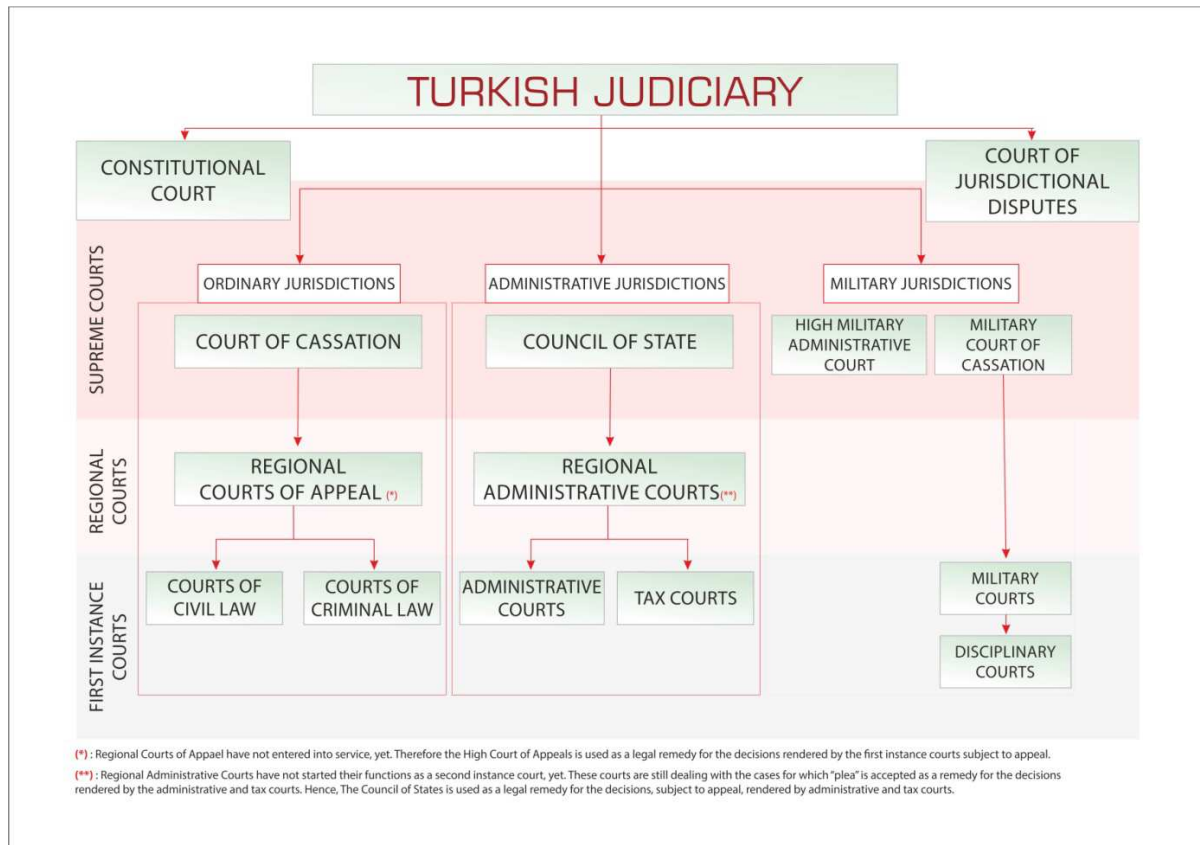 TURKISH JUDICIARY
CONSTITUTIONAL
COURT
COURT OF
JURISDICTIONAL
DISPUTES
SUPREME COURTS
ORDINARY JURISDICTIONS
ADMINISTRATIVE JURISDICTIONS
MILITARY JURISDICTIONS
COURT OF CASSATION
COUNCIL OF STATE
HIGH MILITARY
ADMINISTRATIVE
COURT
MILITARY
COURT OF
CASSATION
REGIONAL
COURTS
REGIONAL
COURTS OF APPEAL (*)
REGIONAL
ADMINISTRATIVE COURTS(**)
FIRST INSTANCE
COURTS
COURTS OF
CIVIL LAW
COURTS OF
CRIMINAL LAW
ADMINISTRATIVE
COURTS
TAX COURTS
MILITARY
COURTS
DISCIPLINARY
COURTS
(*) : Regional Courts of Appael have not entered into service, yet. Therefore the High Court of Appeals is used as a legal remedy for the decisions rendered by the first instance courts subject to appeal.
(**) : Regional Administrative Courts have not started their functions as a second instance court, yet. These courts are still dealing with the cases for which "plea" is accepted as a remedy for the decisions
rendered by the administrative and tax courts. Hence, The Council of States is used as a legal remedy for the decisions, subject to appeal, rendered by administrative and tax courts.